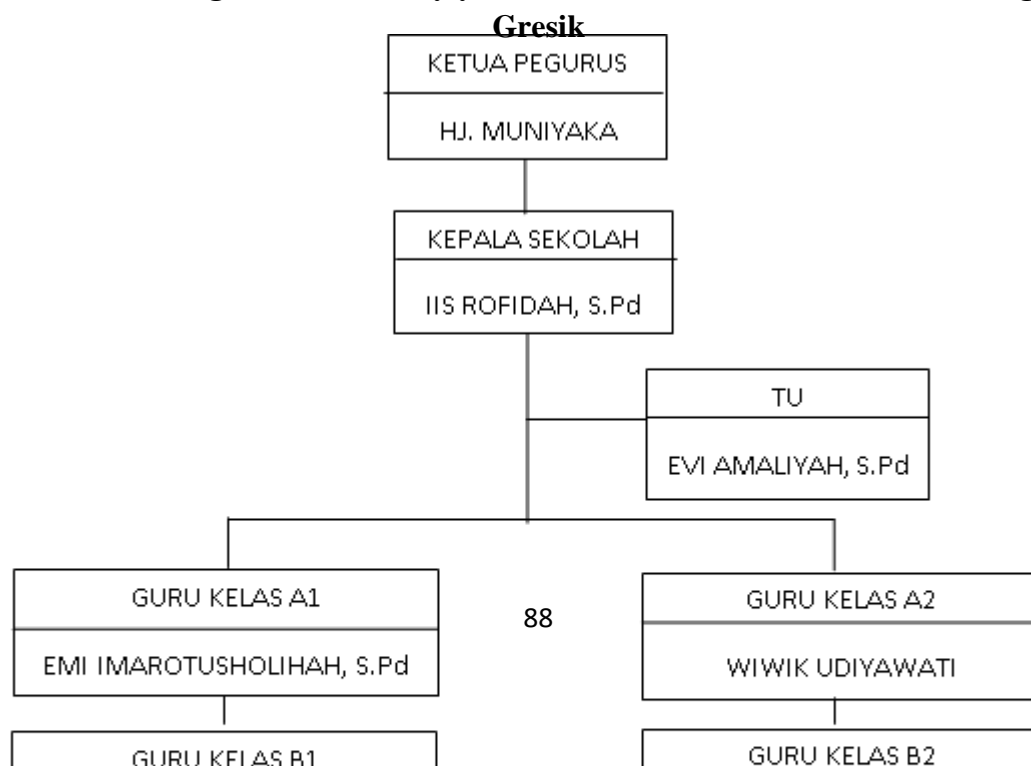 Gresik
KETUA PEGURUS
HJ. MUNIYAKA
KEPALA SEKOLAH
IIS ROFIDAH, S.Pd
TU
EVI AMALIYAH, S.Pd
GURU KELAS A1
EMI IMAROTUSHOLIHAH, S.Pd
88
GURU KELAS A2
WIWIK UDIYAWATI
GURU KELAS B1
GURU KELAS B2